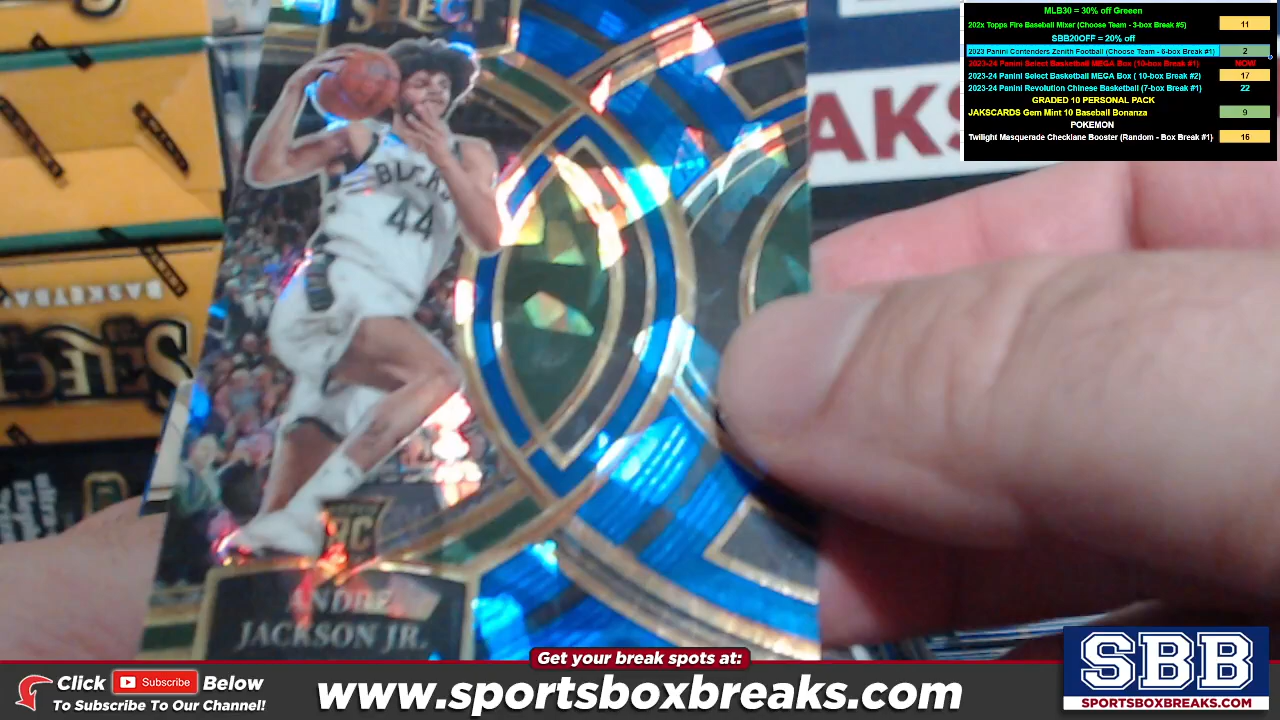 MLB30 = 30% off Greeen
202x Topps Fire Baseball Mixer (Choose Team - 3-box Break #5) 11
SBB20OFF = 20% off
2023 Panini Contenders Zenith Football (Choose Team - 6-box Break #1) 2
2023-24 Panini Select Basketball MEGA Box (10-box Break #1) NOW
2023-24 Panini Select Basketball MEGA Box ( 10-box Break #2) 17
2023-24 Panini Revolution Chinese Basketball (7-box Break #1) 22
GRADED 10 PERSONAL PACK
JAKSCARDS Gem Mint 10 Baseball Bonanza 9
POKEMON
Twilight Masquerade Checklane Booster (Random - Box Break #1) 16
SELECT
AKS
BUCKS
44
BASKETBALL
SELECT
RC
ANDRE
JACKSON JR.
Get your break spots at:
Click Subscribe Below
To Subscribe To Our Channel!
www.sportsboxbreaks.com
SBB
SPORTSBOXBREAKS.COM